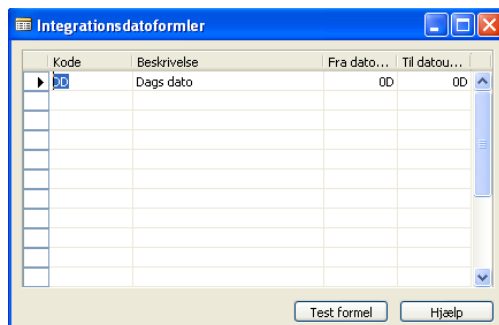 Integrationsdatoformler
Kode Beskrivelse Fra dato... Til datou...
0D Dags dato 0D 0D
Test formel Hjælp